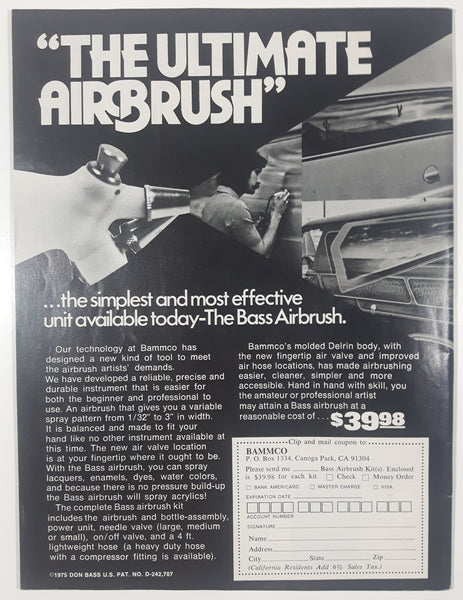 “THE ULTIMATE
AIRBRUSH”
...the simplest and most effective
unit available today-The Bass Airbrush.
Our technology at Bammco has
designed a new kind of tool to meet
the airbrush artists' demands.
We have developed a reliable, precise and
durable instrument that is easier for
both the beginner and professional to
use. An airbrush that gives you a variable
spray pattern from 1/32" to 3" in width.
It is balanced and made to fit your
hand like no other instrument available at
this time. The new air valve location
is at your fingertip where it ought to be.
With the Bass airbrush, you can spray
lacquers, enamels, dyes, water colors,
and because there is no pressure build-up
the Bass Airbrush will spray acrylics!
The complete Bass airbrush kit
includes the airbrush and bottle-assembly,
power unit, needle valve (large, medium
or small), on/off valve, and a 4 ft.
lightweight hose (a heavy duty hose
with a compressor fitting is available).
©1975 DON BASS U.S. PAT. NO. D-242,707
Bammco's molded Delrin body, with
the new fingertip air valve and improved
air hose locations, has made airbrushing
easier, cleaner, simpler and more
accessible. Hand in hand with skill, you
the amateur or professional artist
may attain a Bass airbrush at a
reasonable cost of . . . $39.98
Clip and mail coupon to
BAMMCO
P. O. Box 1334, Canoga Park, CA 91304
Please send me Bass Airbrush Kit(s). Enclosed
is $39.98 for each kit. Check Money Order
BANK AMERICARD MASTER CHARGE VISA
EXPIRATION DATE
ACCOUNT NUMBER
SIGNATURE
Name
Address
City State Zip
(California Residents Add 6% Sales Tax.)